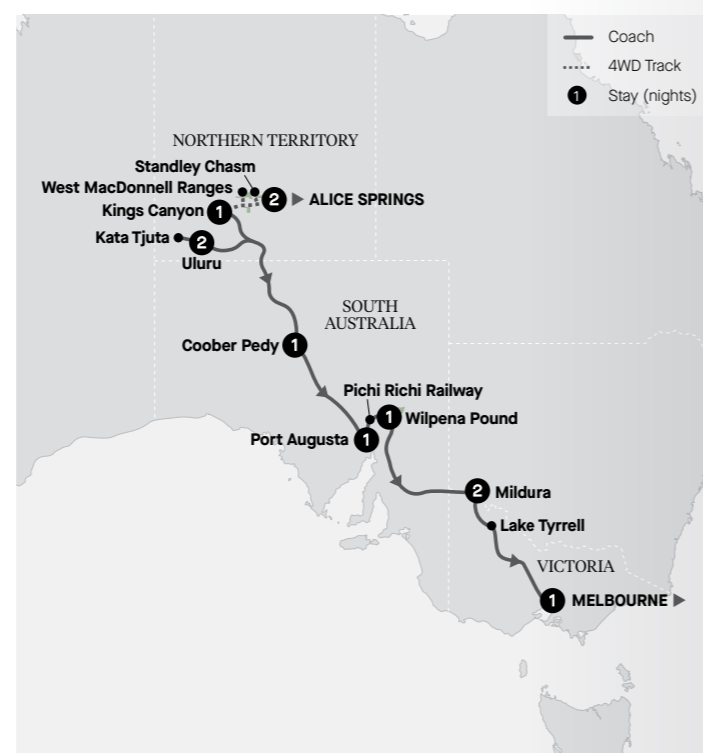 Coach
4WD Track
1 Stay (nights)
NORTHERN TERRITORY
Standley Chasm
West MacDonnell Ranges
2 ALICE SPRINGS
Kings Canyon 1
Kata Tjuta
2
Uluru
SOUTH
AUSTRALIA
Coober Pedy 1
Pichi Richi Railway
1 Wilpena Pound
Port Augusta 1
2 Mildura
Lake Tyrrell
VICTORIA
1 MELBOURNE